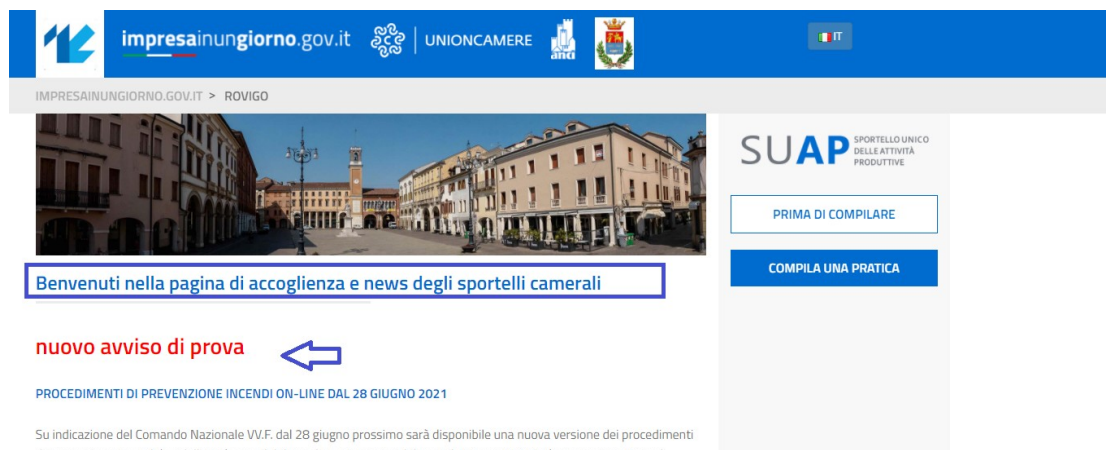 impresainungiorno.gov.it
UNIONCAMERE
anci
IT
IMPRESAINUNGIORNO.GOV.IT > ROVIGO
SUAP SPORTELLO UNICO
DELLE ATTIVITÀ
PRODUTTIVE
PRIMA DI COMPILARE
COMPILA UNA PRATICA
Benvenuti nella pagina di accoglienza e news degli sportelli camerali
nuovo avviso di prova
PROCEDIMENTI DI PREVENZIONE INCENDI ON-LINE DAL 28 GIUGNO 2021
Su indicazione del Comando Nazionale VV.F. dal 28 giugno prossimo sarà disponibile una nuova versione dei procedimenti